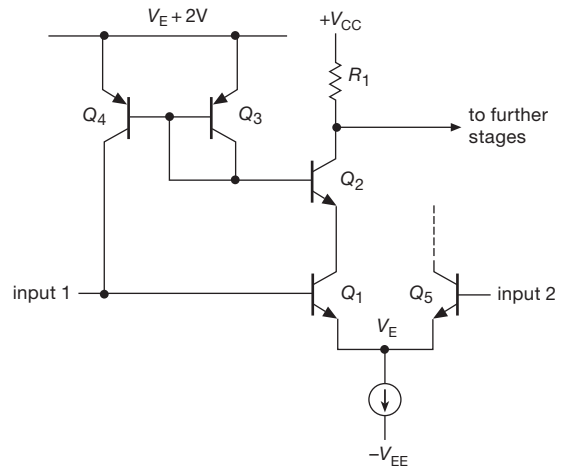 V_E + 2V
+V_CC
R_1
Q_4
Q_3
to further
stages
Q_2
input 1
Q_1
Q_5
input 2
V_E
–V_EE